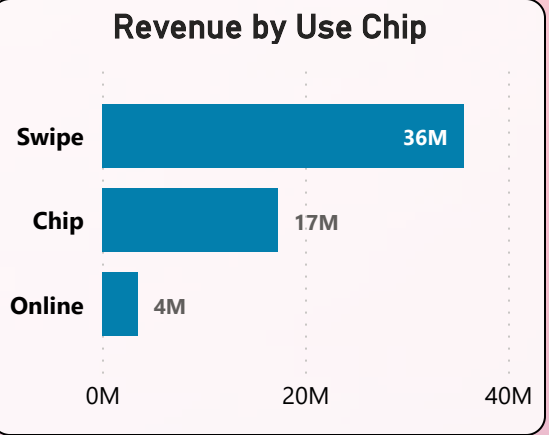 Revenue by Use Chip
Swipe 36M
Chip 17M
Online 4M
0M 20M 40M